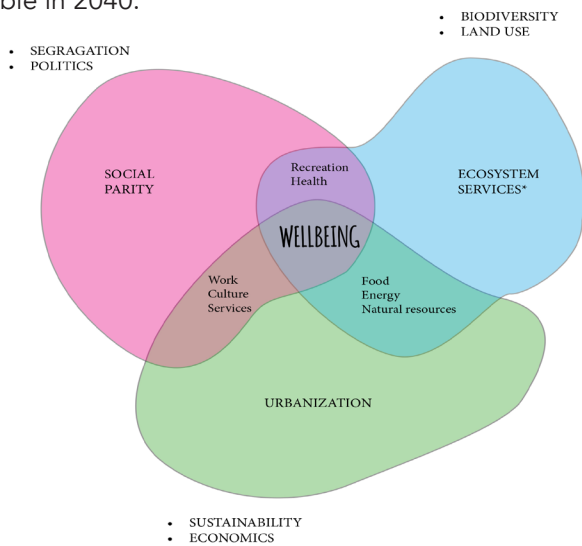 ble in 2040.
• BIODIVERSITY
• LAND USE
• SEGRAGATION
• POLITICS
SOCIAL
PARITY
Recreation
Health
ECOSYSTEM
SERVICES*
WELLBEING
Work
Culture
Services
Food
Energy
Natural resources
URBANIZATION
• SUSTAINABILITY
• ECONOMICS